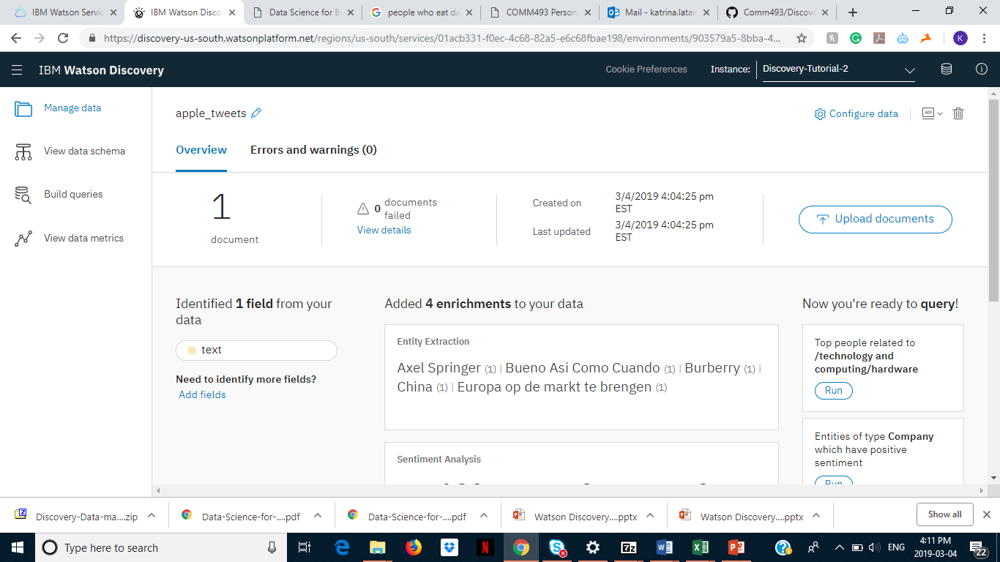 IBM Watson Servic
IBM Watson Disco
Data Science for B
people who eat da
COMM493 Person
Mail - katrina.lataw
Comm493/Discove
https://discovery-us-south.watsonplatform.net/regions/us-south/services/01acb331-f0ec-4c68-82a5-e6c68fbae198/environments/903579a5-8bba-4...
K
IBM Watson Discovery
Cookie Preferences
Instance:
Discovery-Tutorial-2
Manage data
View data schema
Build queries
View data metrics
apple_tweets
Configure data
api
Overview
Errors and warnings (0)
1
document
0 documents
failed
View details
Created on
3/4/2019 4:04:25 pm
EST
Last updated
3/4/2019 4:04:25 pm
EST
Upload documents
Identified 1 field from your
data
text
Need to identify more fields?
Add fields
Added 4 enrichments to your data
Entity Extraction
Axel Springer (1) | Bueno Asi Como Cuando (1) | Burberry (1) |
China (1) | Europa op de markt te brengen (1)
Sentiment Analysis
Now you're ready to query!
Top people related to
/technology and
computing/hardware
Run
Entities of type Company
which have positive
sentiment
Run
Discovery-Data-ma....zip
Data-Science-for-....pdf
Data-Science-for-....pdf
Watson Discovery....pptx
Watson Discovery....pptx
Show all
Type here to search
ENG
4:11 PM
2019-03-04
22